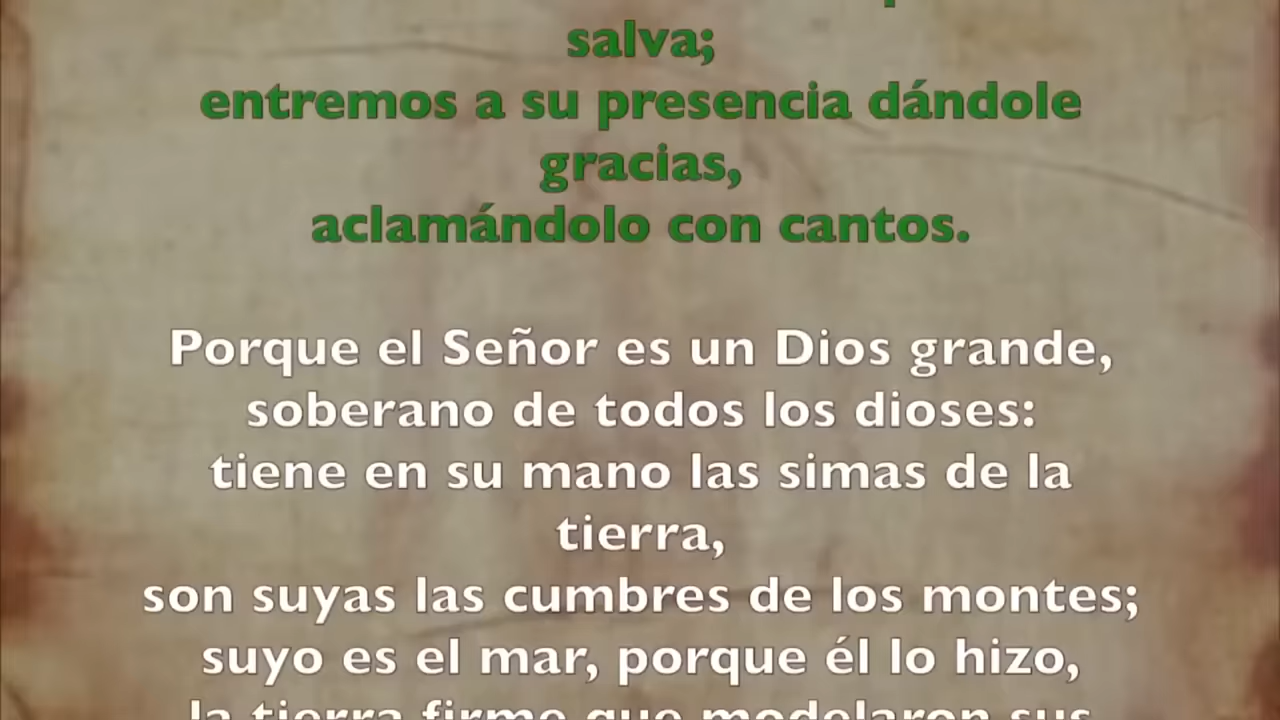 salva;
entremos a su presencia dándole
gracias,
aclamándolo con cantos.
Porque el Señor es un Dios grande,
soberano de todos los dioses:
tiene en su mano las simas de la
tierra,
son suyas las cumbres de los montes;
suyo es el mar, porque él lo hizo,
la tierra firme que modelaron sus